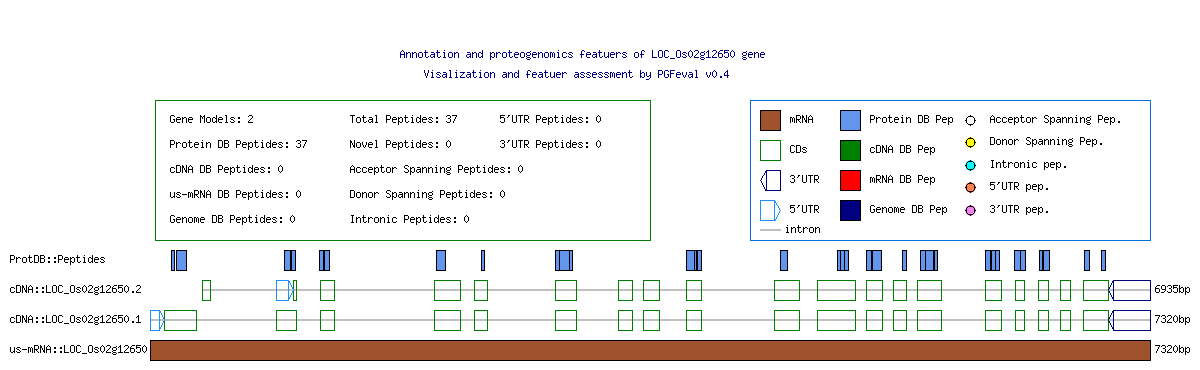 Annotation and proteogenomics featuers of LOC_Os02g12650 gene
Visalization and featuer assessment by PGFeval v0.4
Gene Models: 2 Total Peptides: 37 5'UTR Peptides: 0
Protein DB Peptides: 37 Novel Peptides: 0 3'UTR Peptides: 0
cDNA DB Peptides: 0 Acceptor Spanning Peptides: 0
us-mRNA DB Peptides: 0 Donor Spanning Peptides: 0
Genome DB Peptides: 0 Intronic Peptides: 0
mRNA Protein DB Pep Acceptor Spanning Pep.
CDs cDNA DB Pep Donor Spanning Pep.
3'UTR mRNA DB Pep Intronic pep.
5'UTR Genome DB Pep 5'UTR pep.
intron 3'UTR pep.
ProtDB::Peptides
cDNA::LOC_Os02g12650.2 6935bp
cDNA::LOC_Os02g12650.1 7320bp
us-mRNA::LOC_Os02g12650 7320bp